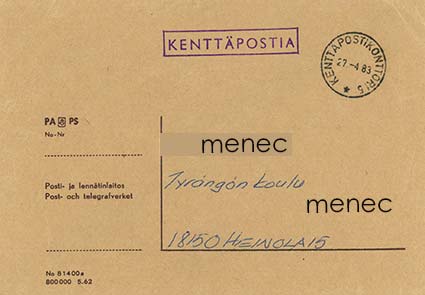 KENTTÄPOSTIA
KENTTÄPOSTIKONTTORI 5
27.-4.83
PA PS
No-Nr
menec
Posti- ja lennätinlaitos
Post- och telegrafverket
Tyrängän koulu
menec
18150 HEINOLA 15
No 81400a
800000 5.62